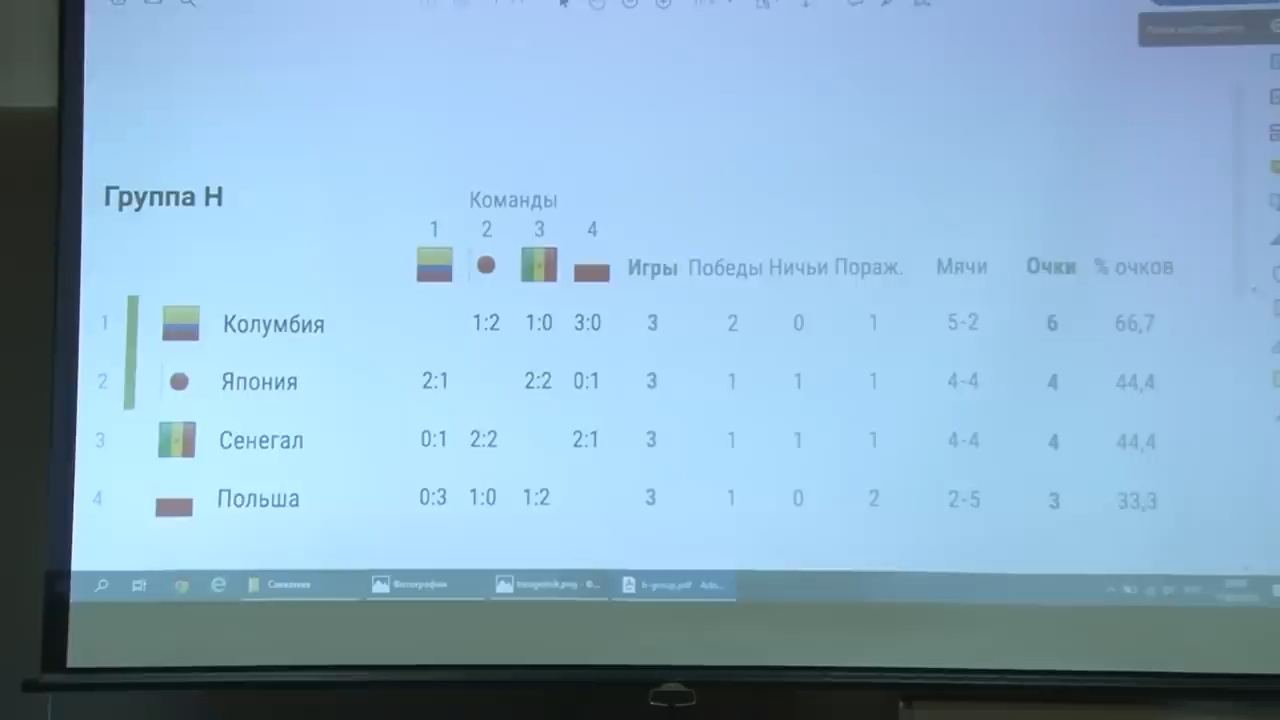 Группа H
Команды
1 2 3 4
Игры Победы Ничьи Пораж. Мячи Очки % очков
1 Колумбия 1:2 1:0 3:0 3 2 0 1 5-2 6 66,7
2 Япония 2:1 2:2 0:1 3 1 1 1 4-4 4 44,4
3 Сенегал 0:1 2:2 2:1 3 1 1 1 4-4 4 44,4
4 Польша 0:3 1:0 1:2 3 1 0 2 2-5 3 33,3
Фотографии h-group.pdf